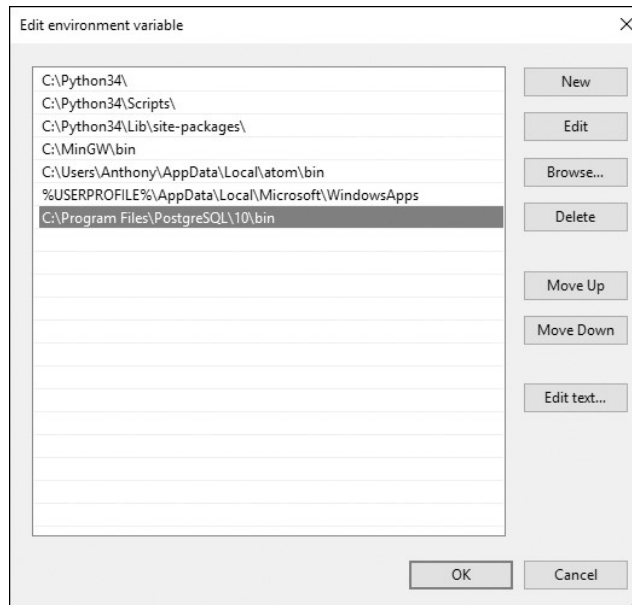 Edit environment variable
C:\Python34\
C:\Python34\Scripts\
C:\Python34\Lib\site-packages\
C:\MinGW\bin
C:\Users\Anthony\AppData\Local\atom\bin
%USERPROFILE%\AppData\Local\Microsoft\WindowsApps
C:\Program Files\PostgreSQL\10\bin
New
Edit
Browse...
Delete
Move Up
Move Down
Edit text...
OK
Cancel